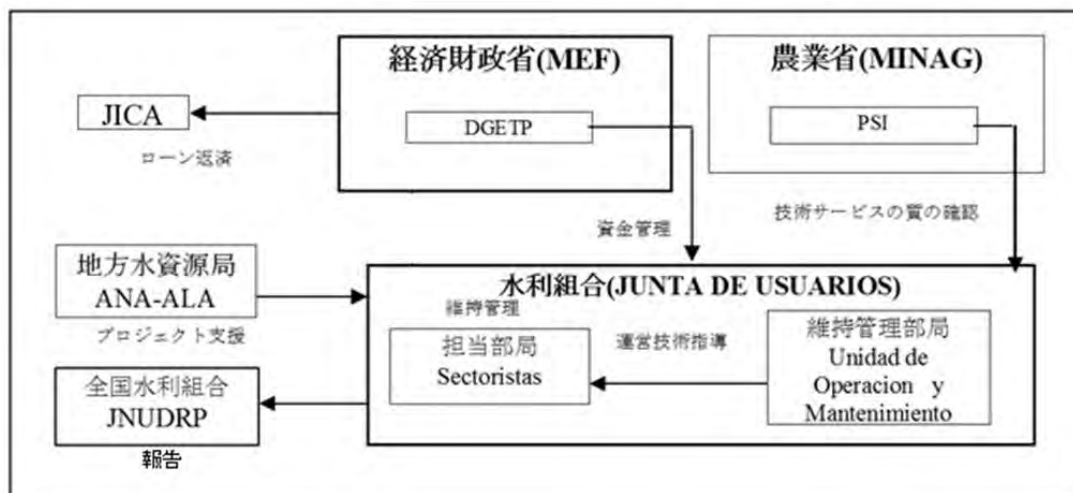 経済財政省(MEF)
DGETP
農業省(MINAG)
PSI
JICA
ローン返済
資金管理
技術サービスの質の確認
地方水資源局
ANA-ALA
プロジェクト支援
水利組合(JUNTA DE USUARIOS)
維持管理
担当部局
Sectoristas
運営技術指導
維持管理部局
Unidad de
Operacion y
Mantenimiento
全国水利組合
JNUDRP
報告